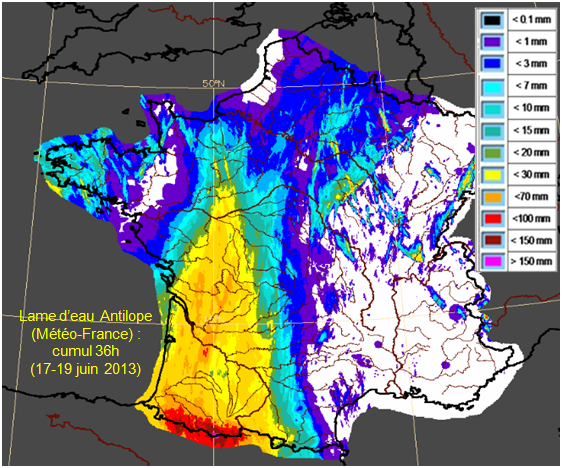 50°N
Lame d'eau Antilope
(Météo-France) :
cumul 36h
(17-19 juin 2013)
< 0.1 mm
< 1 mm
< 3 mm
< 7 mm
< 10 mm
< 15 mm
< 20 mm
< 30 mm
<70 mm
<100 mm
< 150 mm
> 150 mm